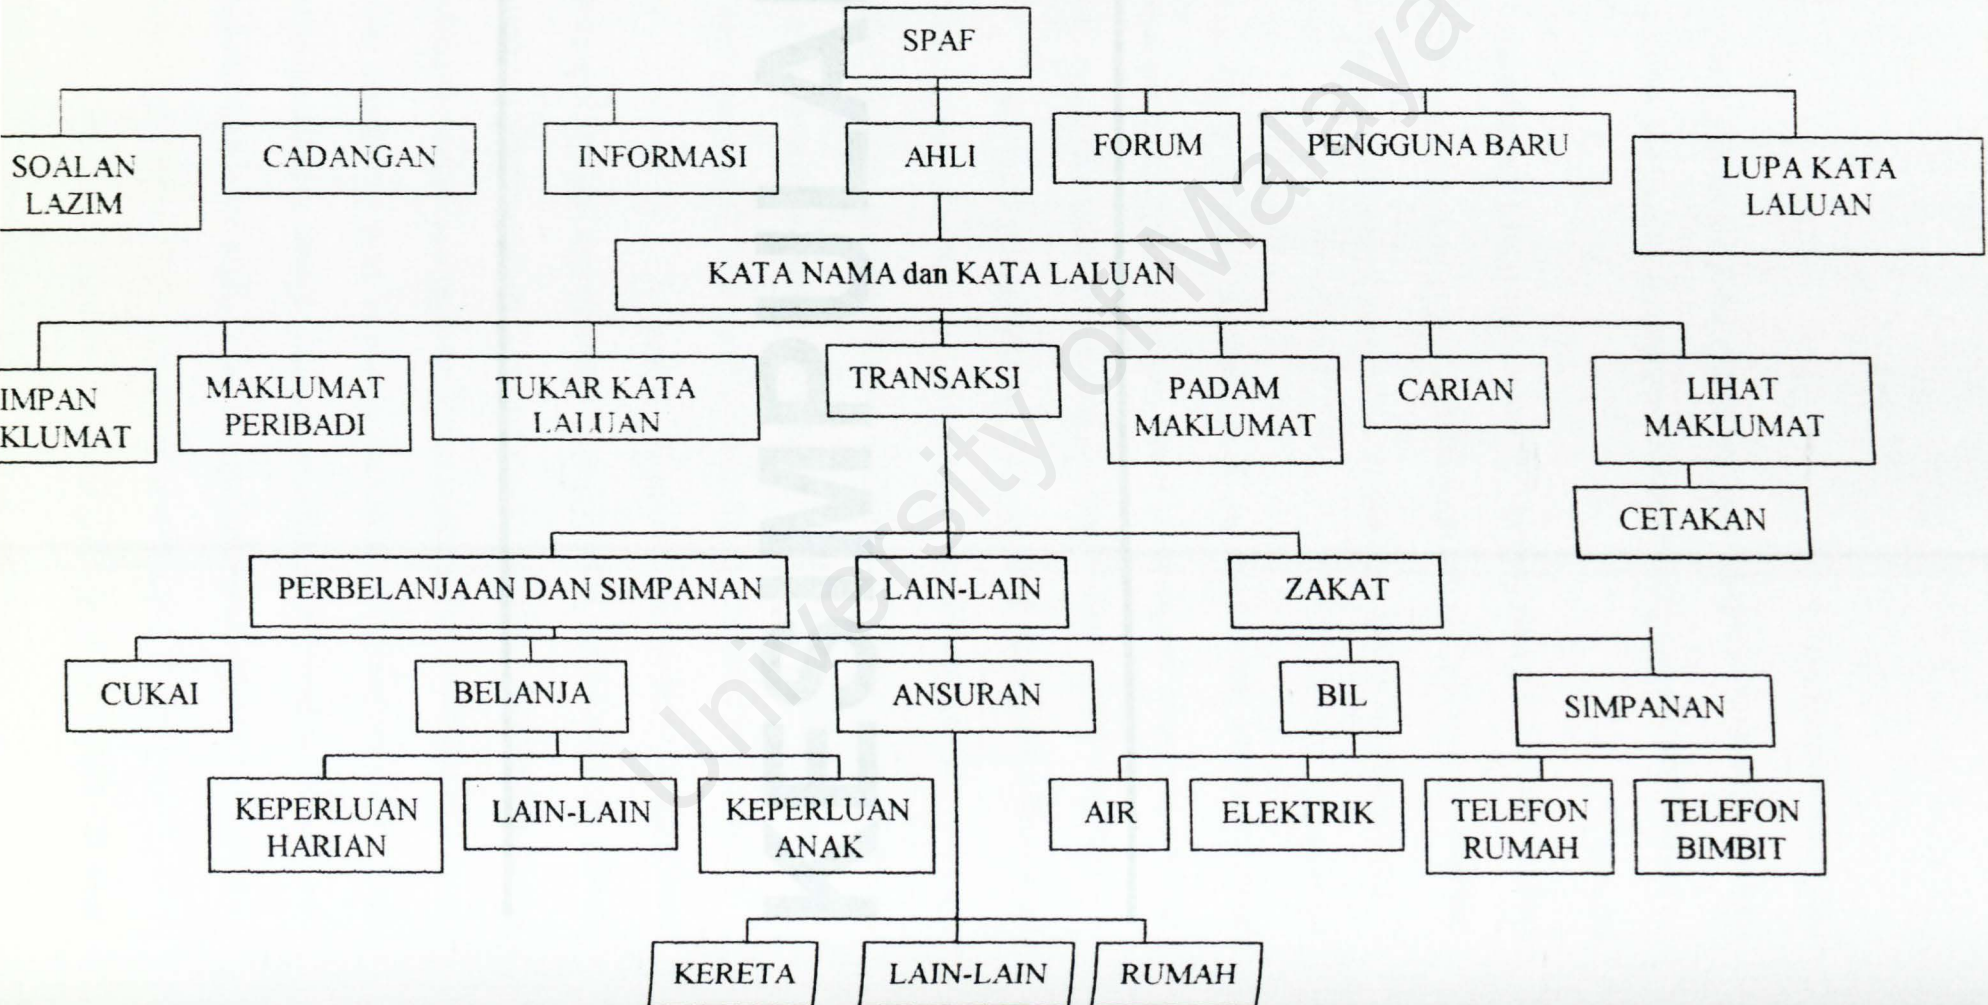 SPAF
SOALAN
LAZIM
CADANGAN
INFORMASI
AHLI
FORUM
PENGGUNA BARU
LUPA KATA
LALUAN
KATA NAMA dan KATA LALUAN
IMPAN
KLUMAT
MAKLUMAT
PERIBADI
TUKAR KATA
LALUAN
TRANSAKSI
PADAM
MAKLUMAT
CARIAN
LIHAT
MAKLUMAT
CETAKAN
PERBELANJAAN DAN SIMPANAN
LAIN-LAIN
ZAKAT
CUKAI
BELANJA
ANSURAN
BIL
SIMPANAN
KEPERLUAN
HARIAN
LAIN-LAIN
KEPERLUAN
ANAK
AIR
ELEKTRIK
TELEFON
RUMAH
TELEFON
BIMBIT
KERETA
LAIN-LAIN
RUMAH
University of Malaya